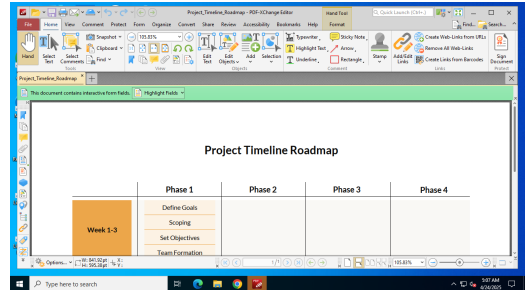 Project_Timeline_Roadmap - PDF-XChange Editor
Hand Tool
Quick Launch (Ctrl+.)
File Home View Comment Protect Form Organize Convert Share Review Accessibility Bookmarks Help Format
Find... Search...
Hand
Select Text
Select Comments
Snapshot
Clipboard
Find
Tools
105.83%
View
Edit Text
Edit Objects
Add
Selection
Objects
Typewriter
Highlight Text
Underline
Sticky Note
Arrow
Rectangle
Stamp
Comment
Add/Edit Links
Create Web-Links from URLs
Remove All Web-Links
Create Links from Barcodes
Links
Sign Document
Protect
Project_Timeline_Roadmap
This document contains interactive form fields. Highlight Fields
Project Timeline Roadmap
Phase 1 Phase 2 Phase 3 Phase 4
Week 1-3
Define Goals
Scoping
Set Objectives
Team Formation
Options...
W: 841.92pt
H: 595.38pt
X:
Y:
105.83%
Type here to search
5:07 AM
6/24/2025